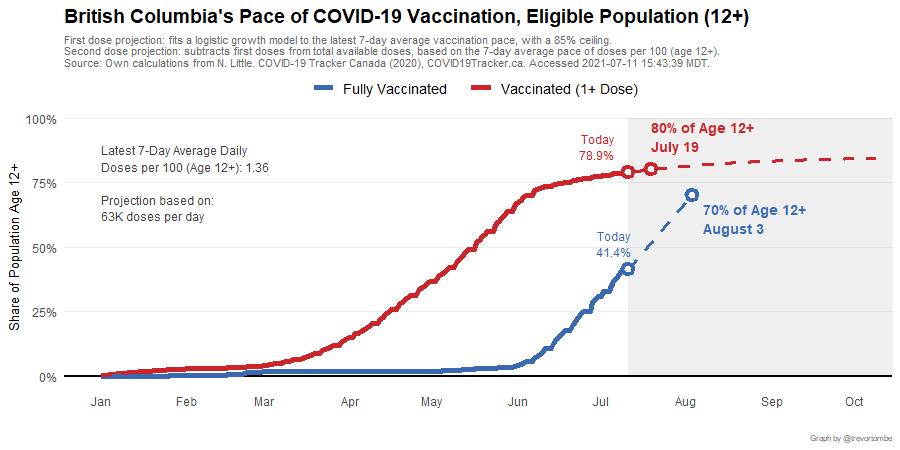 British Columbia's Pace of COVID-19 Vaccination, Eligible Population (12+)
First dose projection: fits a logistic growth model to the latest 7-day average vaccination pace, with a 85% ceiling.
Second dose projection: subtracts first doses from total available doses, based on the 7-day average pace of doses per 100 (age 12+).
Source: Own calculations from N. Little. COVID-19 Tracker Canada (2020), COVID19Tracker.ca. Accessed 2021-07-11 15:43:39 MDT.
Fully Vaccinated
Vaccinated (1+ Dose)
Share of Population Age 12+
100%
75%
50%
25%
0%
Latest 7-Day Average Daily
Doses per 100 (Age 12+): 1.36
Projection based on:
63K doses per day
Today
78.9%
80% of Age 12+
July 19
Today
41.4%
70% of Age 12+
August 3
Jan Feb Mar Apr May Jun Jul Aug Sep Oct
Graph by @trevortombe